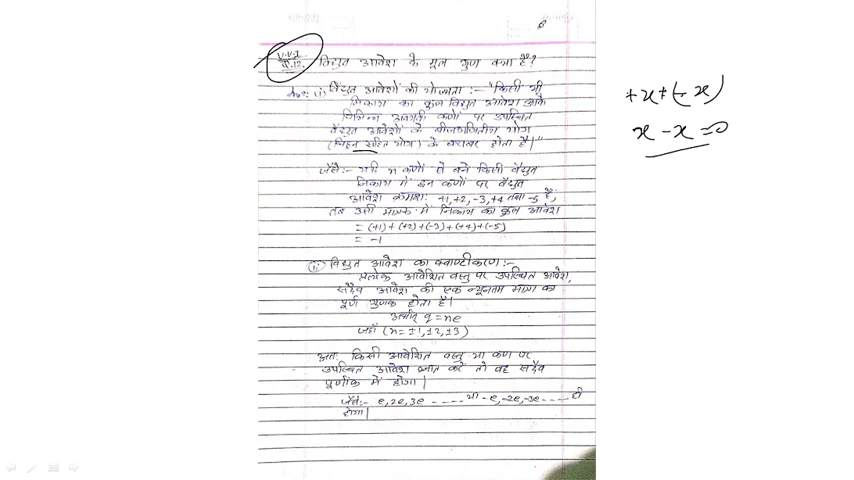 V.V.I
Q.12. विद्युत आवेश के मूल गुण क्या है?
(i) विद्युत आवेशों की योज्यता :- "किसी भी
निकाय का कुल विद्युत आवेश उसके
विभिन्न अवयवी कणों पर उपस्थित
वैद्युत आवेशों के बीजगणितीय योग
(चिह्न सहित योग) के बराबर होता है।"
जैसे:- यदि n कणों से बने किसी वैद्युत
निकाय में इन कणों पर वैद्युत
आवेश क्रमशः +1, +2, -3, +4 तथा -5 है,
तब उसी मात्रक में निकाय का कुल आवेश
= (+1) + (+2) + (-3) + (+4) + (-5)
= -1
(ii) विद्युत आवेश का क्वाण्टीकरण:-
प्रत्येक आवेशित वस्तु पर उपस्थित आवेश,
सदैव आवेश की एक न्यूनतम मात्रा का
पूर्ण गुणक होता है।
अर्थात् q = ne
जहाँ (n = ±1, ±2, ±3)
अतः किसी आवेशित वस्तु या कण पर
उपस्थित आवेश ज्ञात करें तो वह सदैव
पूर्णांक में होगा।
जैसे:- e, 2e, 3e ----- या -e, -2e, -3e ----- ही
होगा।
+x+(-x)
x-x=0